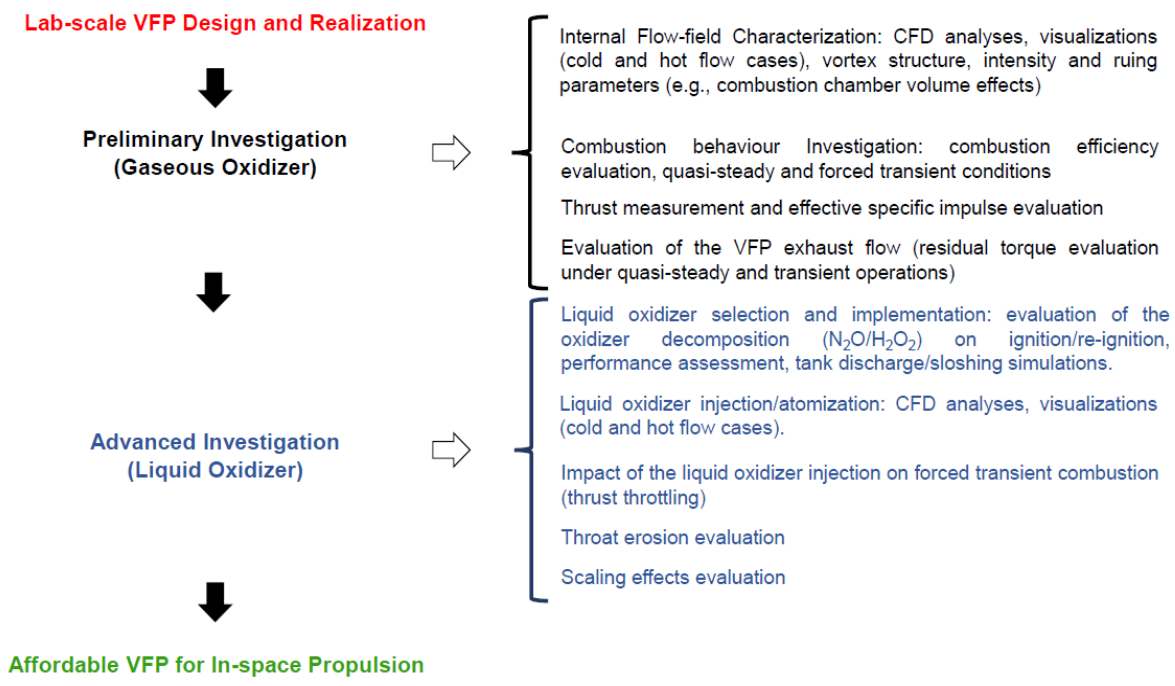 Lab-scale VFP Design and Realization
Preliminary Investigation
(Gaseous Oxidizer)
Internal Flow-field Characterization: CFD analyses, visualizations
(cold and hot flow cases), vortex structure, intensity and ruing
parameters (e.g., combustion chamber volume effects)
Combustion behaviour Investigation: combustion efficiency
evaluation, quasi-steady and forced transient conditions
Thrust measurement and effective specific impulse evaluation
Evaluation of the VFP exhaust flow (residual torque evaluation
under quasi-steady and transient operations)
Advanced Investigation
(Liquid Oxidizer)
Liquid oxidizer selection and implementation: evaluation of the
oxidizer decomposition (N₂O/H₂O₂) on ignition/re-ignition,
performance assessment, tank discharge/sloshing simulations.
Liquid oxidizer injection/atomization: CFD analyses, visualizations
(cold and hot flow cases).
Impact of the liquid oxidizer injection on forced transient combustion
(thrust throttling)
Throat erosion evaluation
Scaling effects evaluation
Affordable VFP for In-space Propulsion